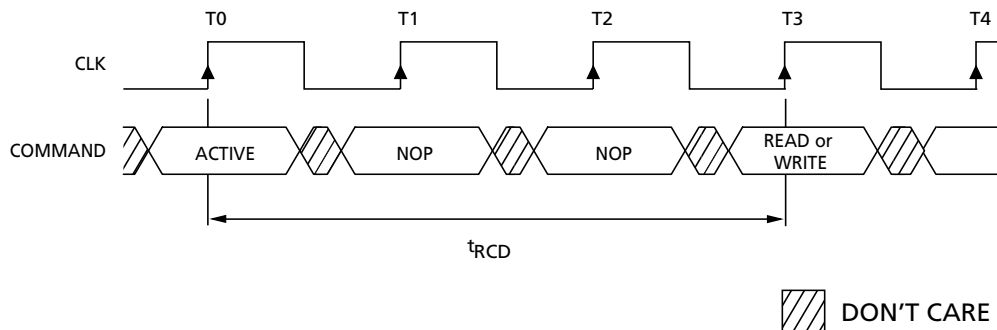 T0 T1 T2 T3 T4
CLK
COMMAND ACTIVE NOP NOP READ or
WRITE
tRCD
DON'T CARE